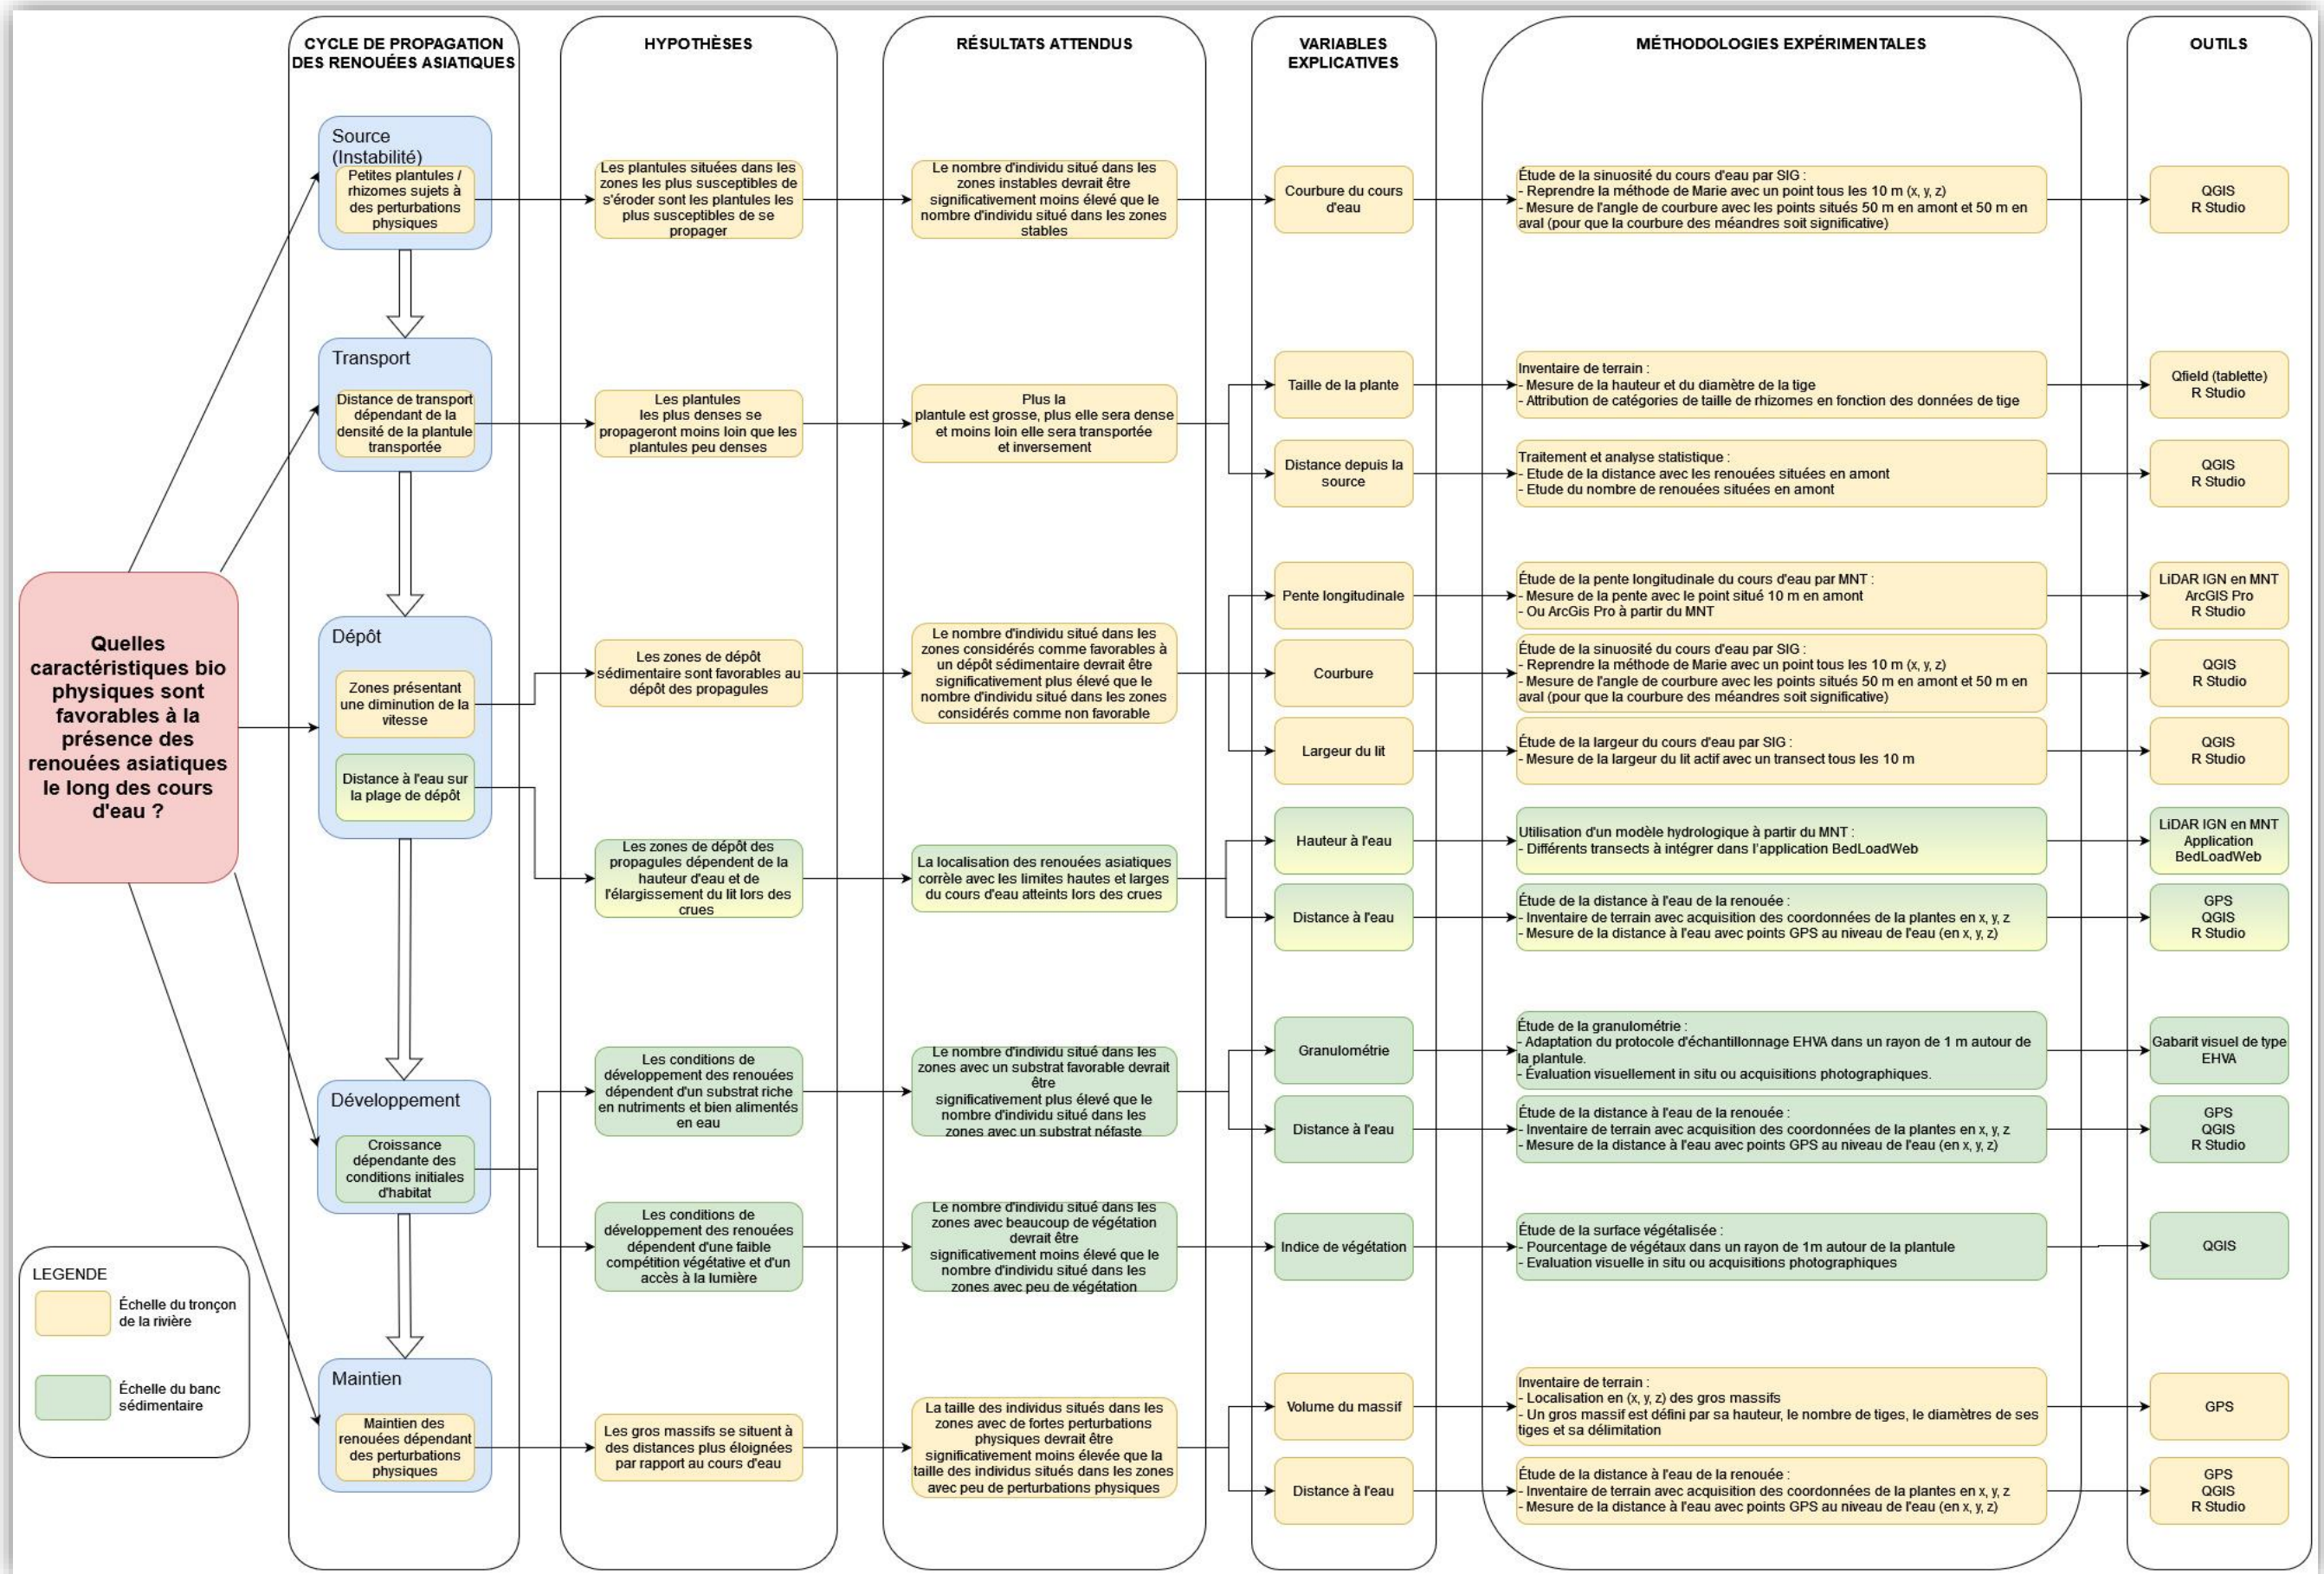 CYCLE DE PROPAGATION
DES RENOUÉES ASIATIQUES
HYPOTHÈSES
RÉSULTATS ATTENDUS
VARIABLES
EXPLICATIVES
MÉTHODOLOGIES EXPÉRIMENTALES
OUTILS
Quelles
caractéristiques bio
physiques sont
favorables à la
présence des
renouées asiatiques
le long des cours
d'eau ?
Source
(Instabilité)
Petites plantules /
rhizomes sujets à
des perturbations
physiques
Les plantules situées dans les
zones les plus susceptibles de
s'éroder sont les plantules les
plus susceptibles de se
propager
Le nombre d'individu situé dans les
zones instables devrait être
significativement moins élevé que le
nombre d'individu situé dans les zones
stables
Courbure du cours
d'eau
Étude de la sinuosité du cours d'eau par SIG :
- Reprendre la méthode de Marie avec un point tous les 10 m (x, y, z)
- Mesure de l'angle de courbure avec les points situés 50 m en amont et 50 m en
aval (pour que la courbure des méandres soit significative)
QGIS
R Studio
Transport
Distance de transport
dépendant de la
densité de la plantule
transportée
Les plantules
les plus denses se
propageront moins loin que les
plantules peu denses
Plus la
plantule est grosse, plus elle sera dense
et moins loin elle sera transportée
et inversement
Taille de la plante
Inventaire de terrain :
- Mesure de la hauteur et du diamètre de la tige
- Attribution de catégories de taille de rhizomes en fonction des données de tige
Qfield (tablette)
R Studio
Distance depuis la
source
Traitement et analyse statistique :
- Etude de la distance avec les renouées situées en amont
- Etude du nombre de renouées situées en amont
QGIS
R Studio
Dépôt
Zones présentant
une diminution de la
vitesse
Les zones de dépôt
sédimentaire sont favorables au
dépôt des propagules
Le nombre d'individu situé dans les
zones considérés comme favorables à
un dépôt sédimentaire devrait être
significativement plus élevé que le
nombre d'individu situé dans les zones
considérés comme non favorable
Pente longitudinale
Étude de la pente longitudinale du cours d'eau par MNT :
- Mesure de la pente avec le point situé 10 m en amont
- Ou ArcGis Pro à partir du MNT
LiDAR IGN en MNT
ArcGIS Pro
R Studio
Courbure
Étude de la sinuosité du cours d'eau par SIG :
- Reprendre la méthode de Marie avec un point tous les 10 m (x, y, z)
- Mesure de l'angle de courbure avec les points situés 50 m en amont et 50 m en
aval (pour que la courbure des méandres soit significative)
QGIS
R Studio
Largeur du lit
Étude de la largeur du cours d'eau par SIG :
- Mesure de la largeur du lit actif avec un transect tous les 10 m
QGIS
R Studio
Distance à l'eau sur
la plage de dépôt
Les zones de dépôt des
propagules dépendent de la
hauteur d'eau et de
l'élargissement du lit lors des
crues
La localisation des renouées asiatiques
corrèle avec les limites hautes et larges
du cours d'eau atteints lors des crues
Hauteur à l'eau
Utilisation d'un modèle hydrologique à partir du MNT :
- Différents transects à intégrer dans l'application BedLoadWeb
LiDAR IGN en MNT
Application
BedLoadWeb
Distance à l'eau
Étude de la distance à l'eau de la renouée :
- Inventaire de terrain avec acquisition des coordonnées de la plantes en x, y, z
- Mesure de la distance à l'eau avec points GPS au niveau de l'eau (en x, y, z)
GPS
QGIS
R Studio
Développement
Croissance
dépendante des
conditions initiales
d'habitat
Les conditions de
développement des renouées
dépendent d'un substrat riche
en nutriments et bien alimentés
en eau
Le nombre d'individu situé dans les
zones avec un substrat favorable devrait
être
significativement plus élevé que le
nombre d'individu situé dans les
zones avec un substrat néfaste
Granulométrie
Étude de la granulométrie :
- Adaptation du protocole d'échantillonnage EHVA dans un rayon de 1 m autour de
la plantule.
- Évaluation visuellement in situ ou acquisitions photographiques.
Gabarit visuel de type
EHVA
Distance à l'eau
Étude de la distance à l'eau de la renouée :
- Inventaire de terrain avec acquisition des coordonnées de la plantes en x, y, z
- Mesure de la distance à l'eau avec points GPS au niveau de l'eau (en x, y, z)
GPS
QGIS
R Studio
Les conditions de
développement des renouées
dépendent d'une faible
compétition végétative et d'un
accès à la lumière
Le nombre d'individu situé dans les
zones avec beaucoup de végétation
devrait être
significativement moins élevé que le
nombre d'individu situé dans les
zones avec peu de végétation
Indice de végétation
Étude de la surface végétalisée :
- Pourcentage de végétaux dans un rayon de 1m autour de la plantule
- Evaluation visuelle in situ ou acquisitions photographiques
QGIS
Maintien
Maintien des
renouées dépendant
des perturbations
physiques
Les gros massifs se situent à
des distances plus éloignées
par rapport au cours d'eau
La taille des individus situés dans les
zones avec de fortes perturbations
physiques devrait être
significativement moins élevée que la
taille des individus situés dans les zones
avec peu de perturbations physiques
Volume du massif
Inventaire de terrain :
- Localisation en (x, y, z) des gros massifs
- Un gros massif est défini par sa hauteur, le nombre de tiges, le diamètres de ses
tiges et sa délimitation
GPS
Distance à l'eau
Étude de la distance à l'eau de la renouée :
- Inventaire de terrain avec acquisition des coordonnées de la plantes en x, y, z
- Mesure de la distance à l'eau avec points GPS au niveau de l'eau (en x, y, z)
GPS
QGIS
R Studio
LEGENDE
Échelle du tronçon
de la rivière
Échelle du banc
sédimentaire